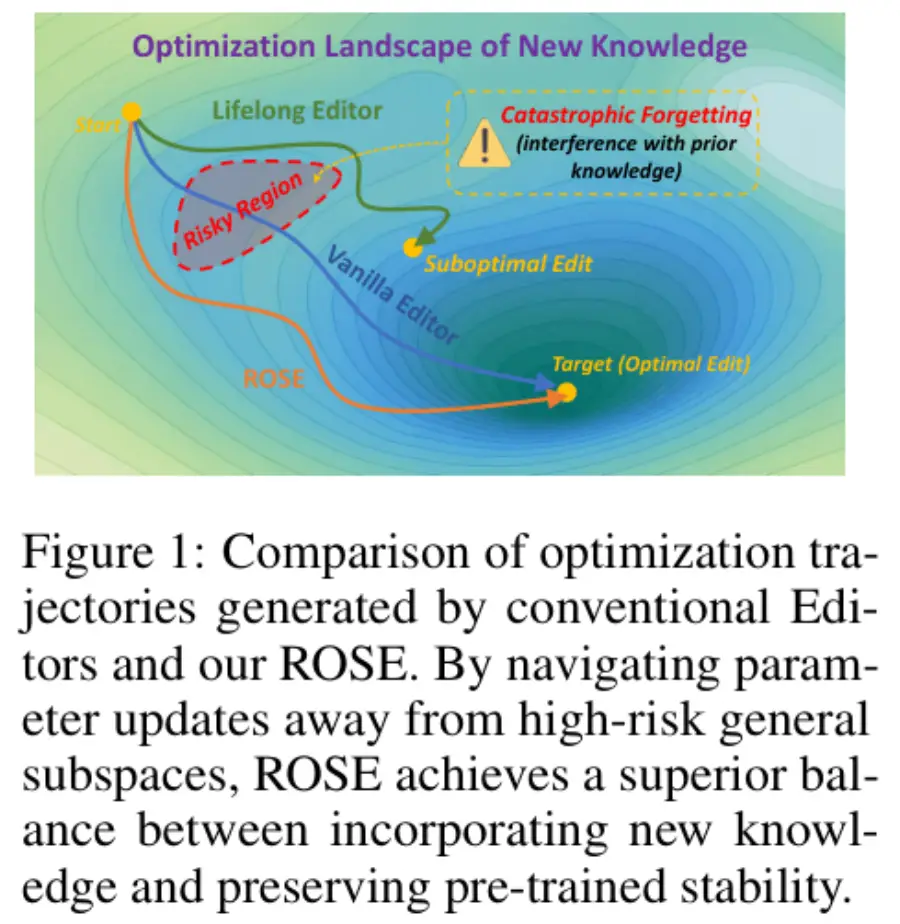 Optimization Landscape of New Knowledge
Start
Lifelong Editor
Catastrophic Forgetting
(interference with prior
knowledge)
Risky Region
Suboptimal Edit
Vanilla Editor
Target (Optimal Edit)
ROSE
Figure 1: Comparison of optimization tra-
jectories generated by conventional Edi-
tors and our ROSE. By navigating param-
eter updates away from high-risk general
subspaces, ROSE achieves a superior bal-
ance between incorporating new knowl-
edge and preserving pre-trained stability.